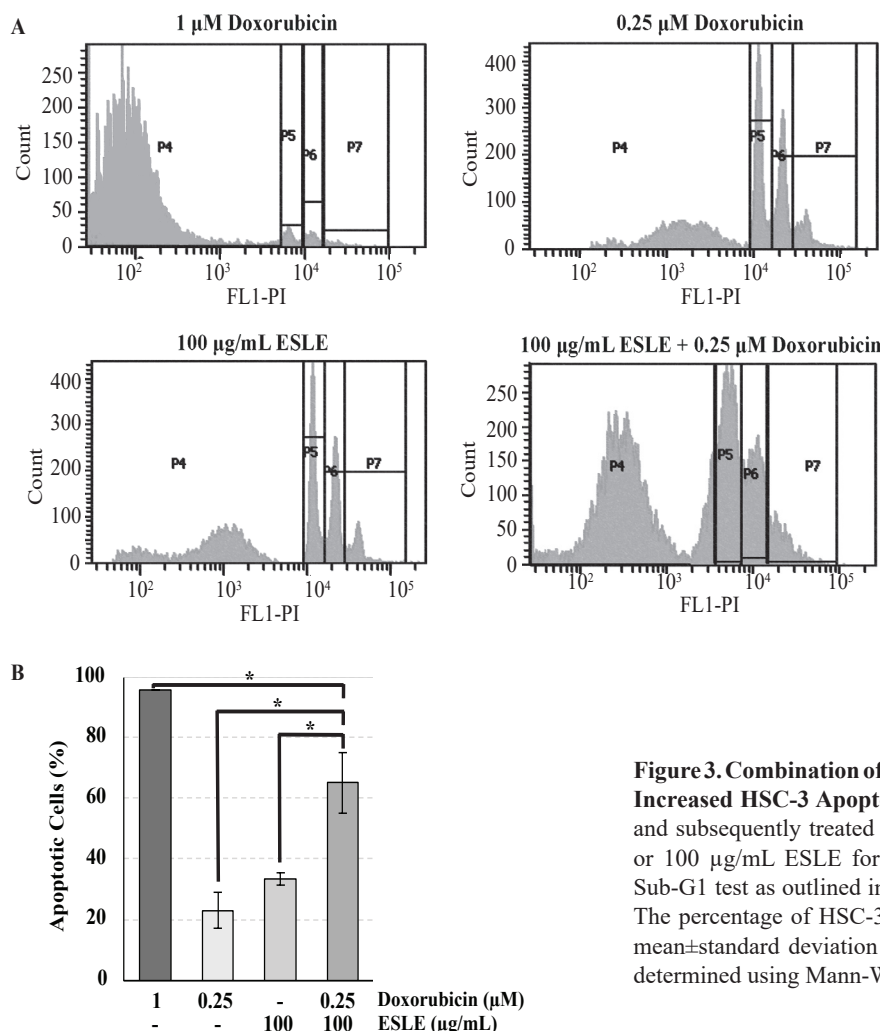 A
1 µM Doxorubicin
0.25 µM Doxorubicin
Count
250
200
150
100
50
0
P4
P5
P6
P7
10² 10³ 10⁴ 10⁵
FL1-PI
Count
400
300
200
100
0
P4
P5
P6
P7
10² 10³ 10⁴ 10⁵
FL1-PI
100 µg/mL ESLE
100 µg/mL ESLE + 0.25 µM Doxorubicin
Count
400
300
200
100
0
P4
P5
P6
P7
10² 10³ 10⁴ 10⁵
FL1-PI
Count
250
200
150
100
50
0
P4
P5
P6
P7
10² 10³ 10⁴ 10⁵
FL1-PI
B
Apoptotic Cells (%)
100
80
60
40
20
0
*
*
*
1 0.25 - 0.25 Doxorubicin (µM)
- - 100 100 ESLE (µg/mL)
Figure 3. Combination of
Increased HSC-3 Apopt
and subsequently treated
or 100 µg/mL ESLE for
Sub-G1 test as outlined in
The percentage of HSC-3
mean±standard deviation
determined using Mann-W